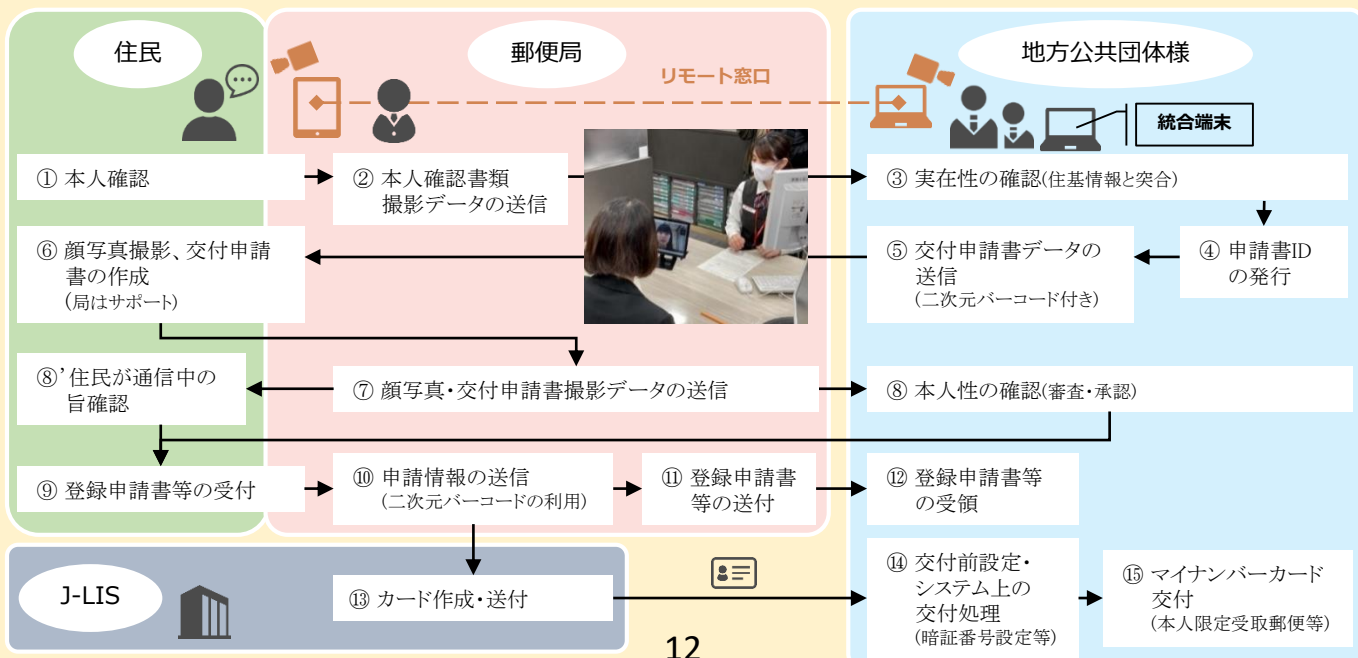 住民
郵便局
地方公共団体様
リモート窓口
統合端末
① 本人確認
② 本人確認書類
撮影データの送信
③ 実在性の確認(住基情報と突合)
④ 申請書ID
の発行
⑤ 交付申請書データの
送信
(二次元バーコード付き)
⑥ 顔写真撮影、交付申請
書の作成
(局はサポート)
⑦ 顔写真・交付申請書撮影データの送信
⑧ 本人性の確認(審査・承認)
⑧’住民が通信中の
旨確認
⑨ 登録申請書等の受付
⑩ 申請情報の送信
(二次元バーコードの利用)
⑪ 登録申請書
等の送付
⑫ 登録申請書等
の受領
J-LIS
⑬ カード作成・送付
⑭ 交付前設定・
システム上の
交付処理
(暗証番号設定等)
⑮ マイナンバーカード
交付
(本人限定受取郵便等)
12